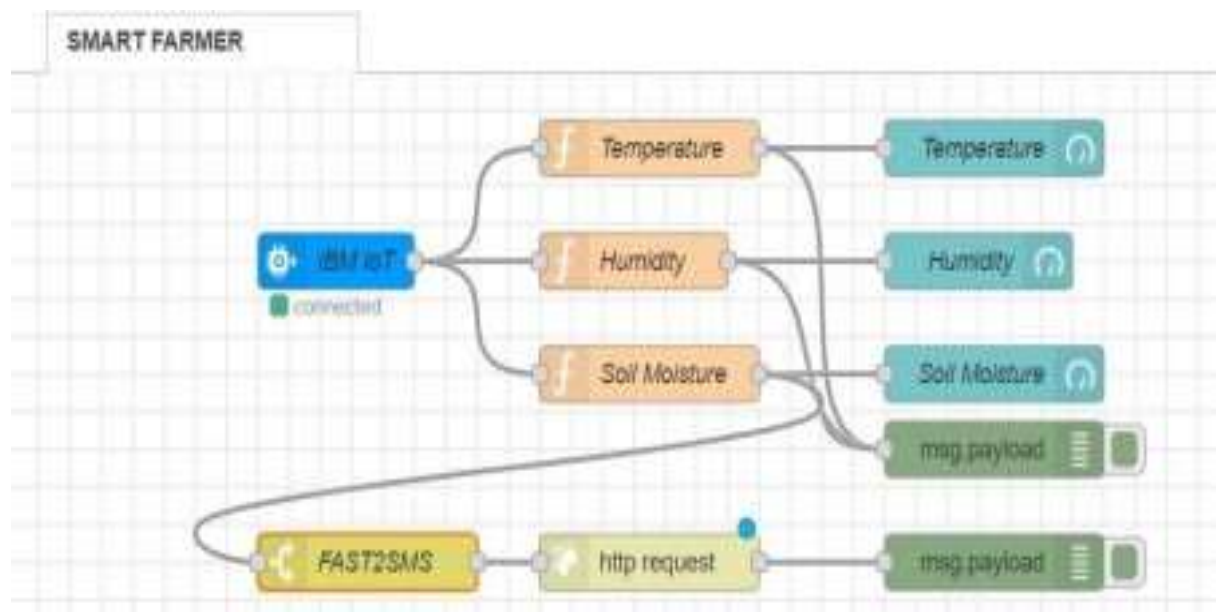 SMART FARMER
Temperature
Temperature
IBM IoT
Humidity
Humidity
connected
Soil Moisture
Soil Moisture
msg.payload
FAST2SMS
http request
msg.payload